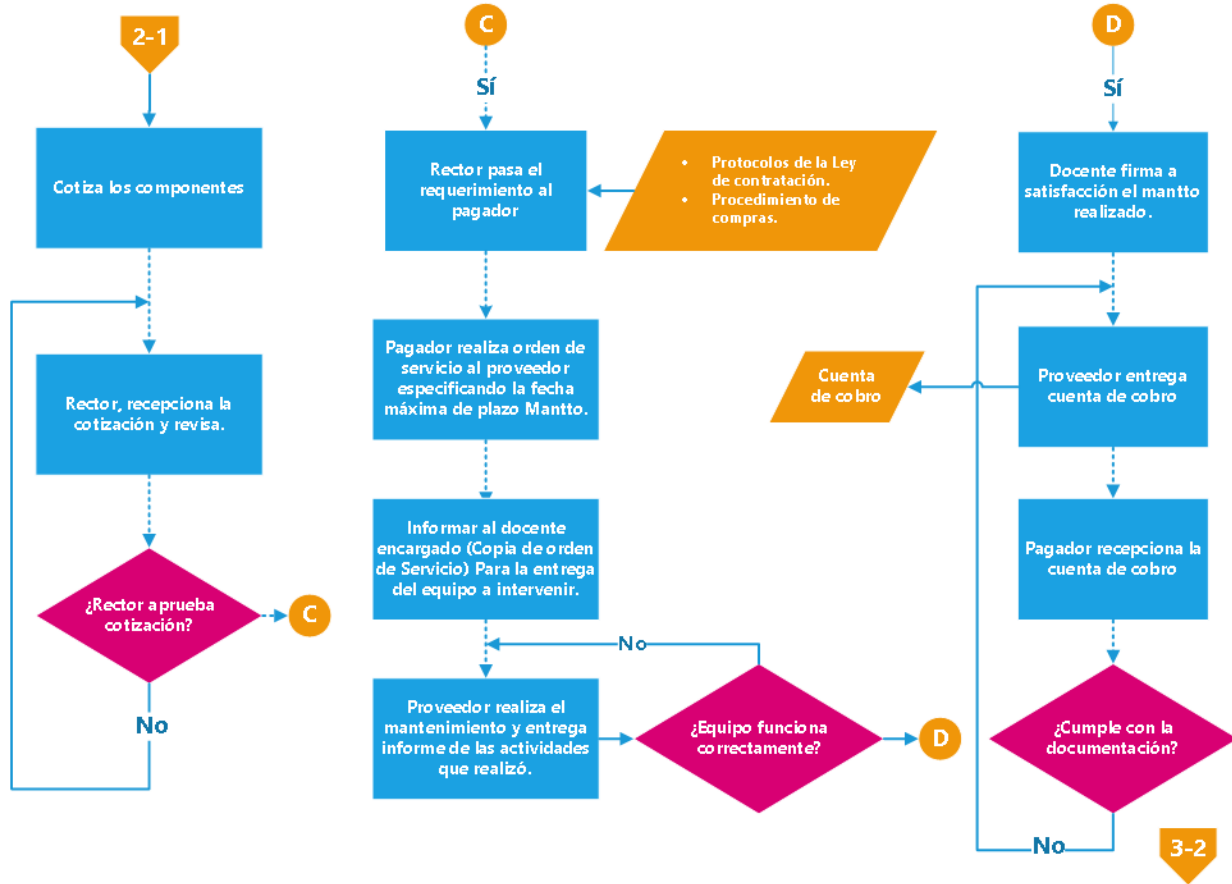 2-1
Cotiza los componentes
Rector, recepciona la
cotización y revisa.
¿Rector aprueba
cotización?
C
No
C
Sí
Rector pasa el
requerimiento al
pagador
• Protocolos de la Ley
de contratación.
• Procedimiento de
compras.
Pagador realiza orden de
servicio al proveedor
especificando la fecha
máxima de plazo Mantto.
Informar al docente
encargado (Copia de orden
de Servicio) Para la entrega
del equipo a intervenir.
No
Proveedor realiza el
mantenimiento y entrega
informe de las actividades
que realizó.
¿Equipo funciona
correctamente?
D
D
Sí
Docente firma a
satisfacción el mantto
realizado.
Cuenta
de cobro
Proveedor entrega
cuenta de cobro
Pagador recepciona la
cuenta de cobro
¿Cumple con la
documentación?
No
3-2